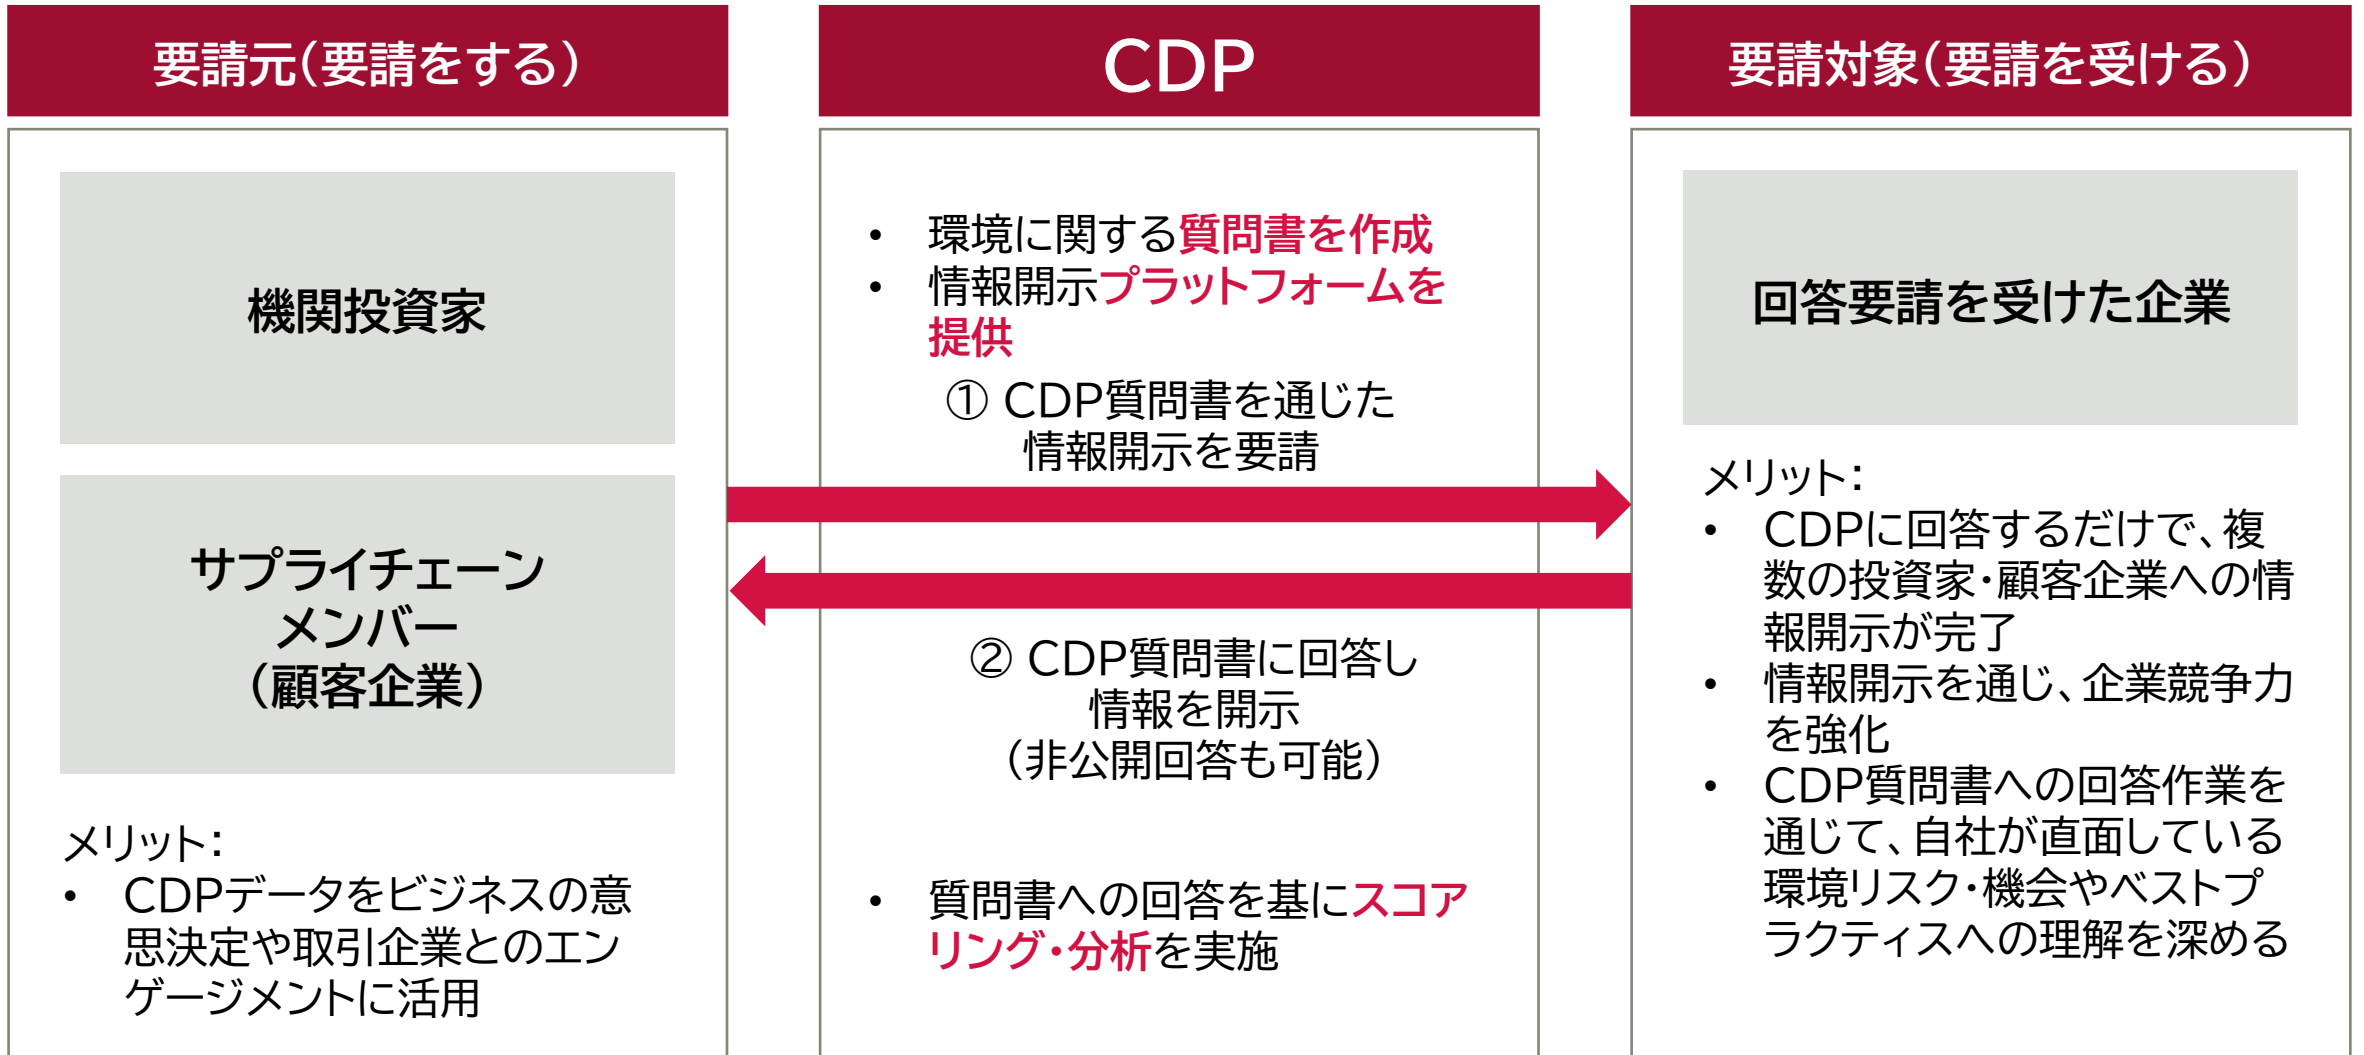 要請元（要請をする）
機関投資家
サプライチェーン
メンバー
（顧客企業）
メリット：
• CDPデータをビジネスの意
思決定や取引企業とのエン
ゲージメントに活用
CDP
• 環境に関する質問書を作成
• 情報開示プラットフォームを
提供
① CDP質問書を通じた
情報開示を要請
② CDP質問書に回答し
情報を開示
（非公開回答も可能）
• 質問書への回答を基にスコア
リング・分析を実施
要請対象（要請を受ける）
回答要請を受けた企業
メリット：
• CDPに回答するだけで、複
数の投資家・顧客企業への情
報開示が完了
• 情報開示を通じ、企業競争力
を強化
• CDP質問書への回答作業を
通じて、自社が直面している
環境リスク・機会やベストプ
ラクティスへの理解を深める